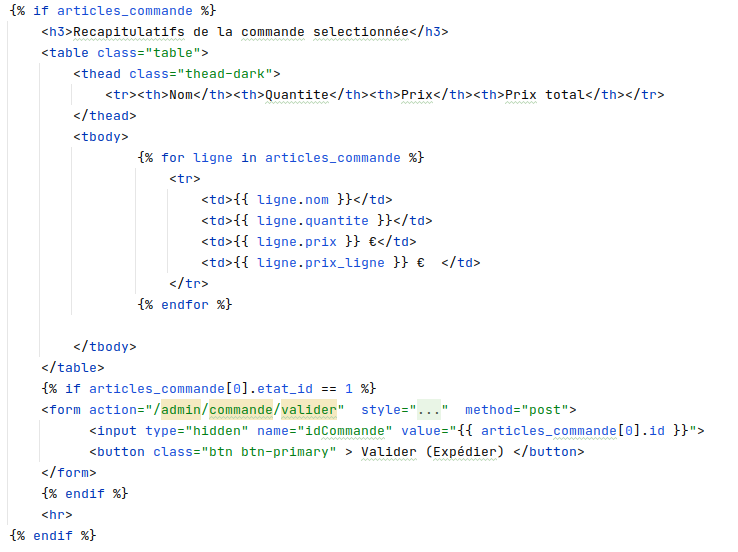 {% if articles_commande %}
    <h3>Recapitulatifs de la commande selectionnée</h3>
    <table class="table">
        <thead class="thead-dark">
            <tr><th>Nom</th><th>Quantite</th><th>Prix</th><th>Prix total</th></tr>
        </thead>
        <tbody>
                {% for ligne in articles_commande %}
                    <tr>
                        <td>{{ ligne.nom }}</td>
                        <td>{{ ligne.quantite }}</td>
                        <td>{{ ligne.prix }} €</td>
                        <td>{{ ligne.prix_ligne }} €  </td>
                    </tr>
                {% endfor %}

        </tbody>
    </table>
    {% if articles_commande[0].etat_id == 1 %}
    <form action="/admin/commande/valider"  style="..."  method="post">
          <input type="hidden" name="idCommande" value="{{ articles_commande[0].id }}">
          <button class="btn btn-primary" > Valider (Expédier) </button>
    </form>
    {% endif %}
    <hr>
{% endif %}